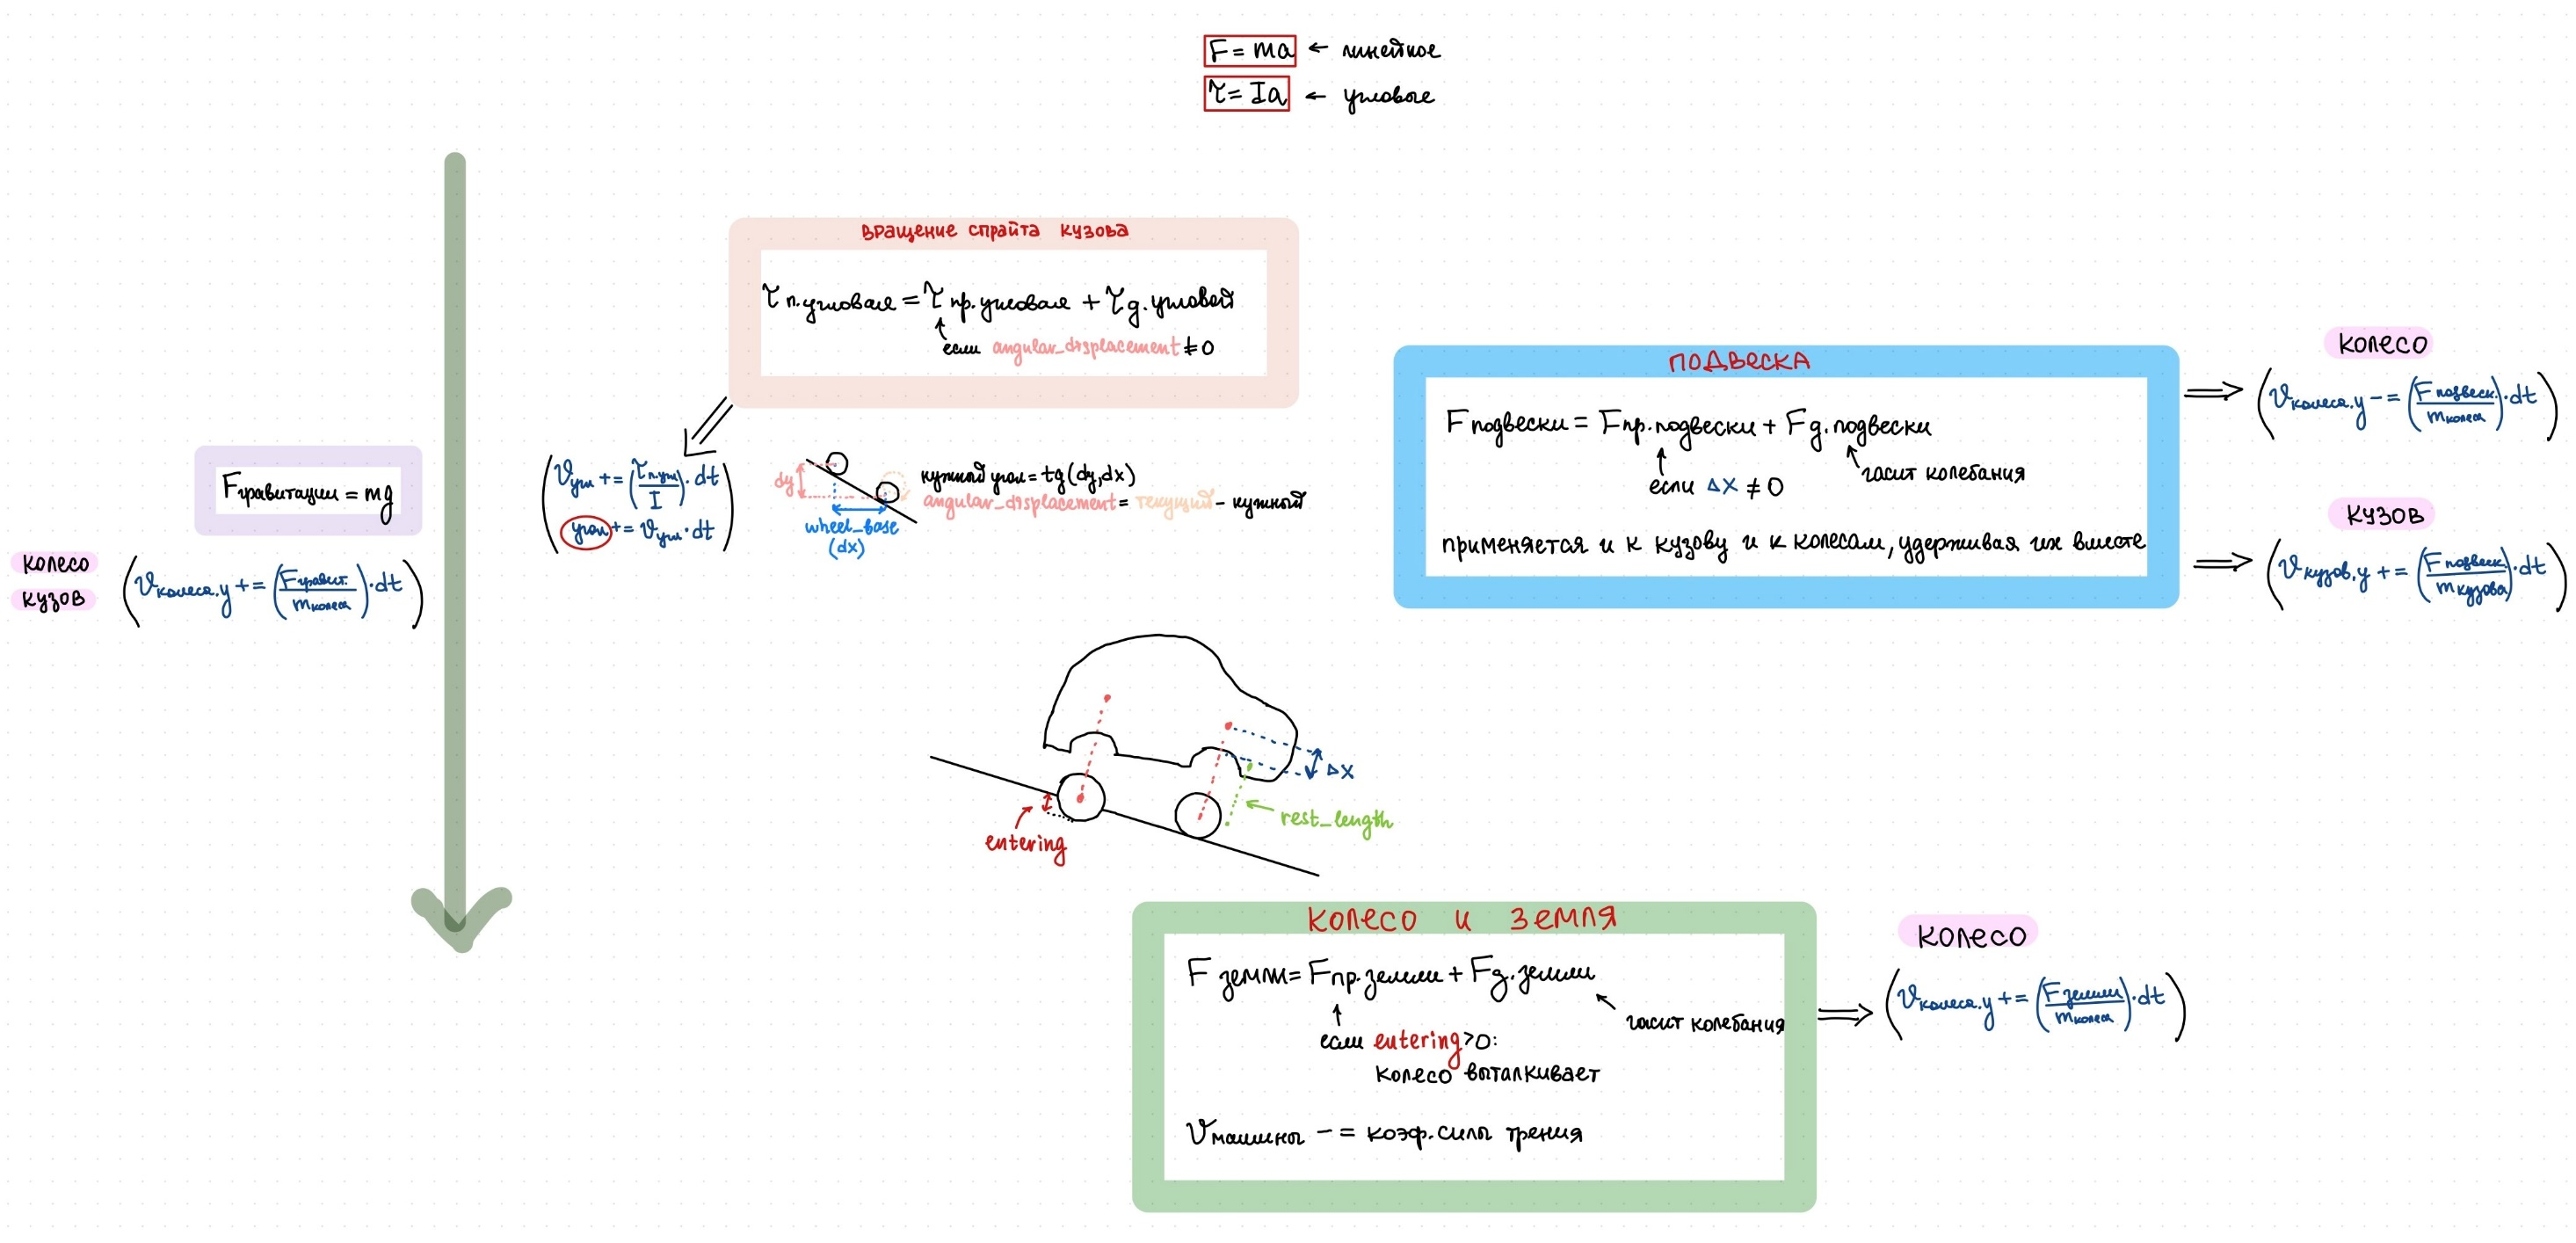 F = ma ← линейное
τ = Ia ← угловое
вращение спрайта кузова
τ п.угловая = τ пр.угловая + τ д.угловой
если angular_displacement ≠ 0
подвеска
F подвески = F пр.подвески + F д.подвески
если ΔX ≠ 0
гасит колебания
применяется и к кузову и к колесам, удерживая их вместе
колесо
(v колеса.y -= (F подвеск. / m колеса) · dt)
кузов
(v кузов.y += (F подвеск. / m кузова) · dt)
F гравитации = mg
колесо
кузов
(v колеса.y += (F гравит. / m колеса) · dt)
(v угл += (τ п.угл / I) · dt
угол += v угл · dt)
dy
wheel_base
(dx)
нужный угол = tg(dy,dx)
angular_displacement = текущий - нужный
ΔX
rest_length
entering
колесо и земля
F земли = F пр.земли + F д.земли
гасит колебания
если entering > 0:
колесо выталкивает
v машины -= коэф. силы трения
колесо
(v колеса.y += (F земли / m колеса) · dt)